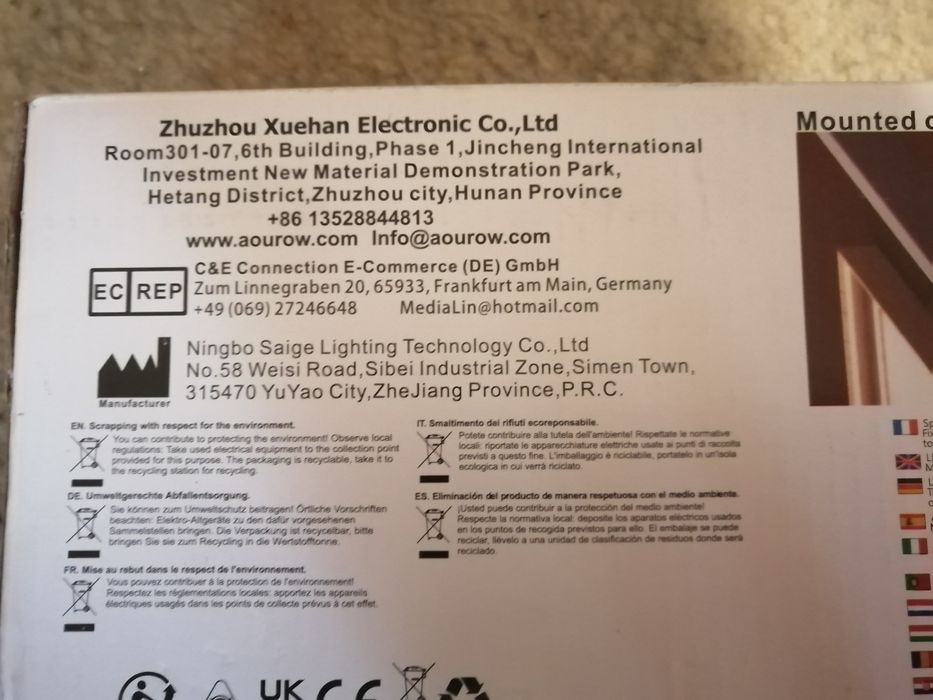 Zhuzhou Xuehan Electronic Co.,Ltd
Room301-07,6th Building,Phase 1,Jincheng International
Investment New Material Demonstration Park,
Hetang District,Zhuzhou city,Hunan Province
+86 13528844813
www.aourow.com Info@aourow.com
EC REP
C&E Connection E-Commerce (DE) GmbH
Zum Linnegraben 20, 65933, Frankfurt am Main, Germany
+49 (069) 27246648 MediaLin@hotmail.com
Manufacturer
Ningbo Saige Lighting Technology Co.,Ltd
No.58 Weisi Road,Sibei Industrial Zone,Simen Town,
315470 YuYao City,ZheJiang Province,P.R.C.
EN. Scrapping with respect for the environment.
You can contribute to protecting the environment! Observe local
regulations: Take used electrical equipment to the collection point
provided for this purpose. The packaging is recyclable, take it to
the recycling station for recycling.
DE. Umweltgerechte Abfallentsorgung.
Sie können zum Umweltschutz beitragen! Örtliche Vorschriften
beachten: Elektro-Altgeräte zu den dafür vorgesehenen
Sammelstellen bringen. Die Verpackung ist recycelbar, bitte
bringen Sie sie zum Recycling in die Wertstofftonne.
FR. Mise au rebut dans le respect de l'environnement.
Vous pouvez contribuer à la protection de l'environnement!
Respectez les réglementations locales: apportez les appareils
électriques usagés dans les points de collecte prévus à cet effet.
IT. Smaltimento dei rifiuti ecoresponsabile.
Potete contribuire alla tutela dell'ambiente! Rispettate le normative
locali: riportate le apparecchiature elettriche usate ai punti di raccolta
previsti a questo fine. L'imballaggio è riciclabile, portatelo in un'isola
ecologica in cui verrà riciclato.
ES. Eliminación del producto de manera respetuosa con el medio ambiente.
¡Usted puede contribuir a la protección del medio ambiente!
Respecte la normativa local: deposite los aparatos eléctricos usados
en los puntos de recogida previstos para ello. El embalaje se puede
reciclar, llévelo a una unidad de clasificación de residuos donde será
reciclado.
Mounted
UK
CE